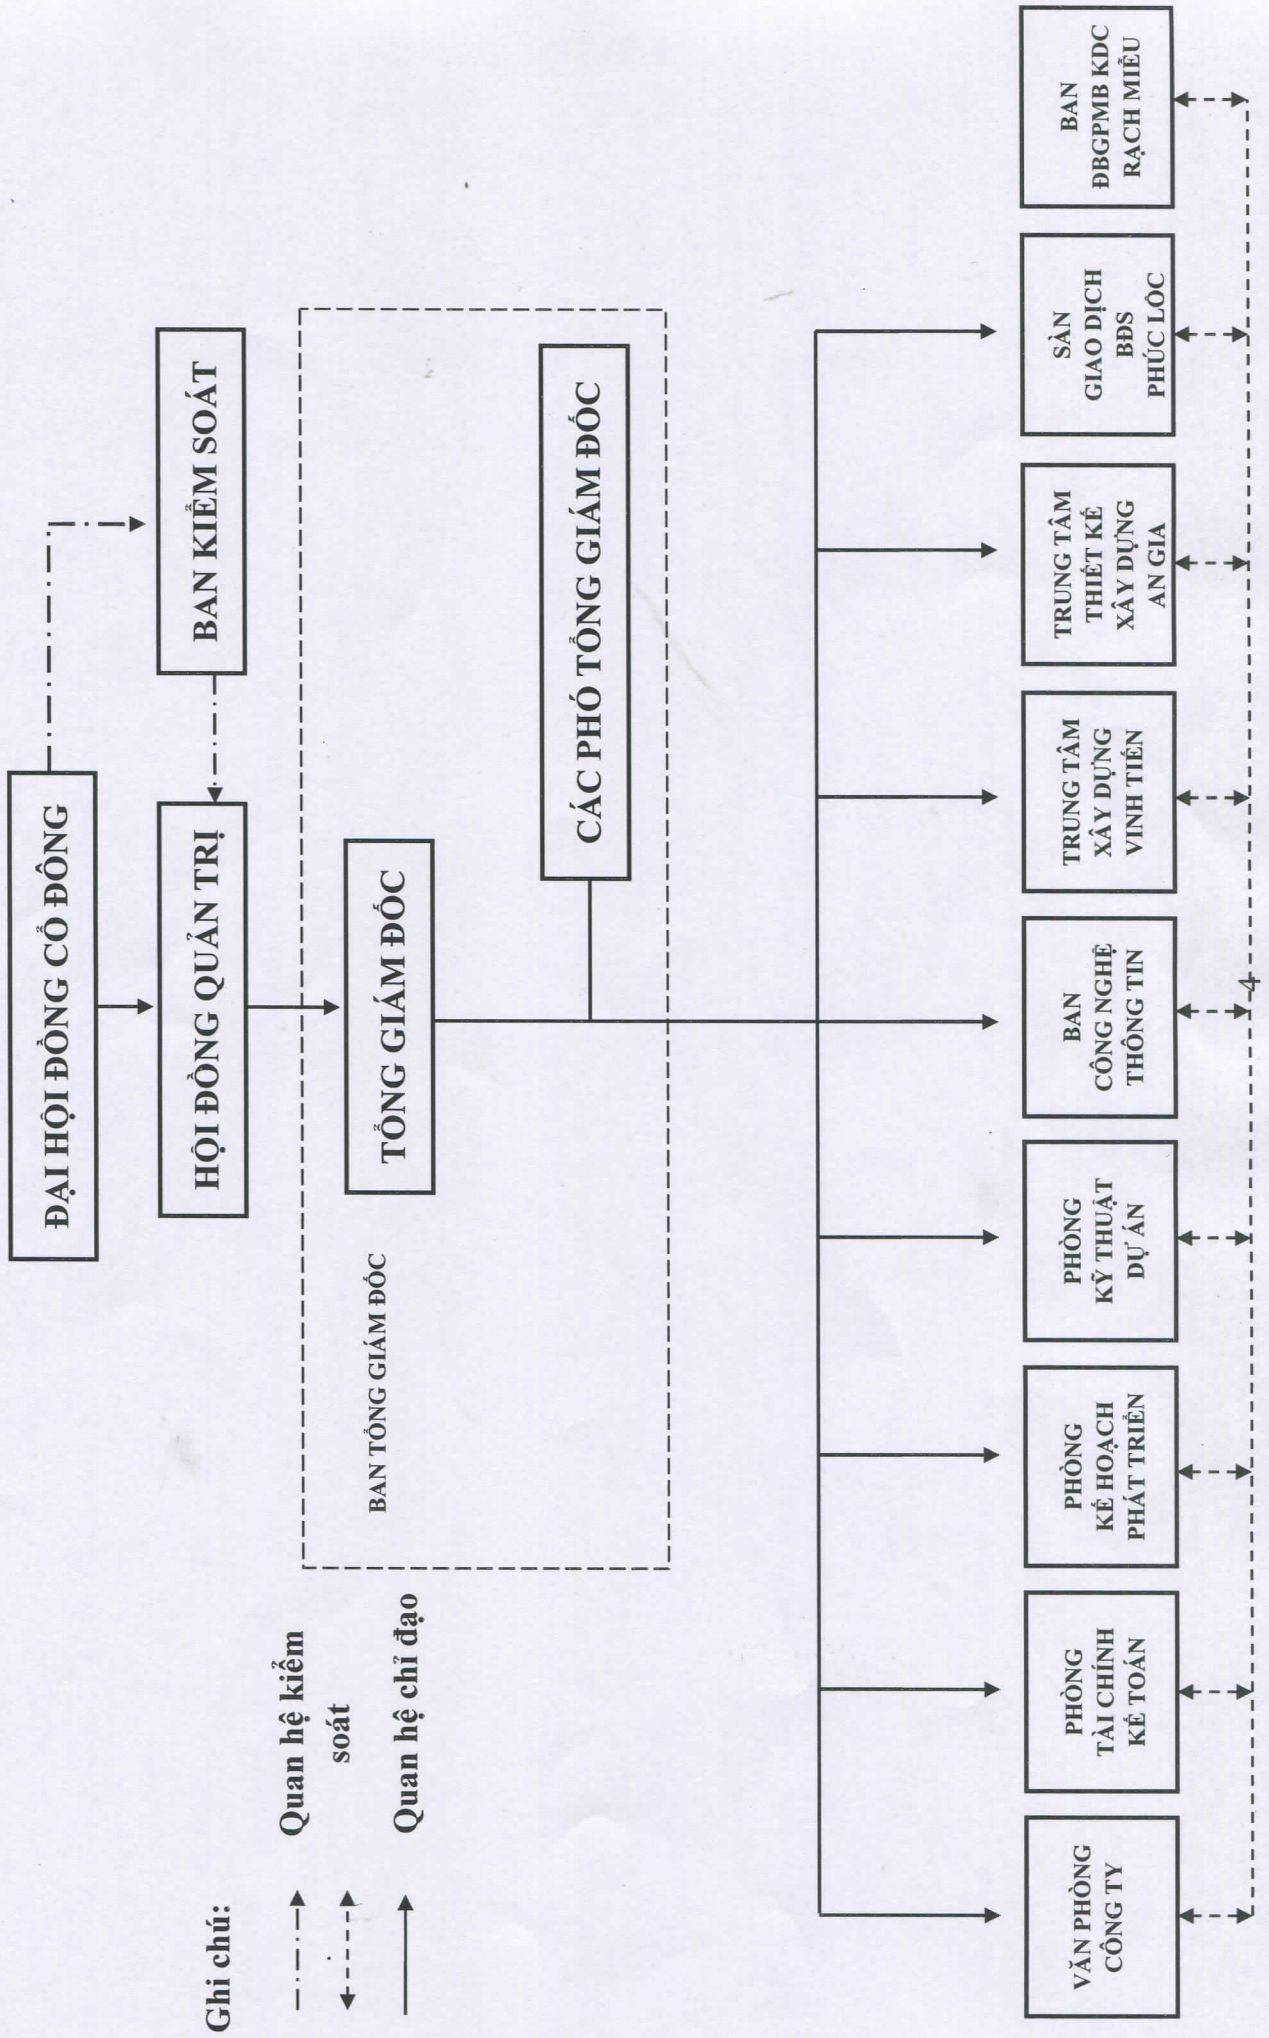 ĐẠI HỘI ĐỒNG CỔ ĐÔNG
HỘI ĐỒNG QUẢN TRỊ
BAN KIỂM SOÁT
TỔNG GIÁM ĐỐC
BAN TỔNG GIÁM ĐỐC
CÁC PHÓ TỔNG GIÁM ĐỐC
Ghi chú:
Quan hệ kiểm
soát
Quan hệ chỉ đạo
VĂN PHÒNG
CÔNG TY
PHÒNG
TÀI CHÍNH
KẾ TOÁN
PHÒNG
KẾ HOẠCH
PHÁT TRIỂN
PHÒNG
KỸ THUẬT
DỰ ÁN
BAN
CÔNG NGHỆ
THÔNG TIN
TRUNG TÂM
XÂY DỰNG
VINH TIẾN
TRUNG TÂM
THIẾT KẾ
XÂY DỰNG
AN GIA
SÀN
GIAO DỊCH
BĐS
PHÚC LỘC
BAN
ĐBGPMB KDC
RẠCH MIỄU
4